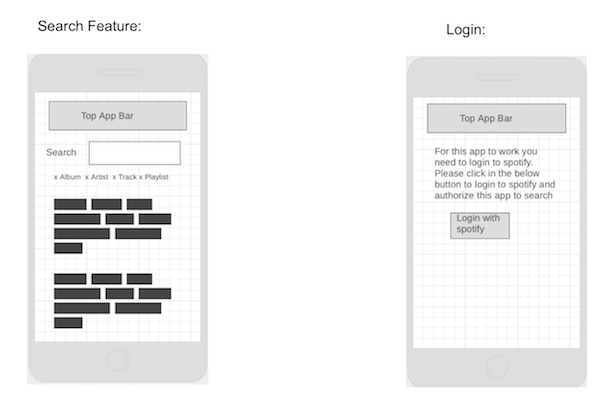 Search Feature:
Top App Bar
Search
x Album x Artist x Track x Playlist
Login:
Top App Bar
For this app to work you
need to login to spotify.
Please click in the below
button to login to spotify and
authorize this app to search
Login with
spotify